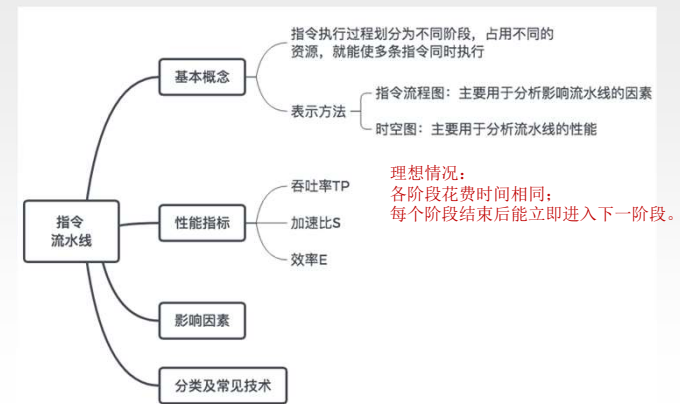 指令执行过程划分为不同阶段，占用不同的
资源，就能使多条指令同时执行
基本概念
表示方法
指令流程图：主要用于分析影响流水线的因素
时空图：主要用于分析流水线的性能
理想情况：
各阶段花费时间相同；
每个阶段结束后能立即进入下一阶段。
指令
流水线
性能指标
吞吐率TP
加速比S
效率E
影响因素
分类及常见技术